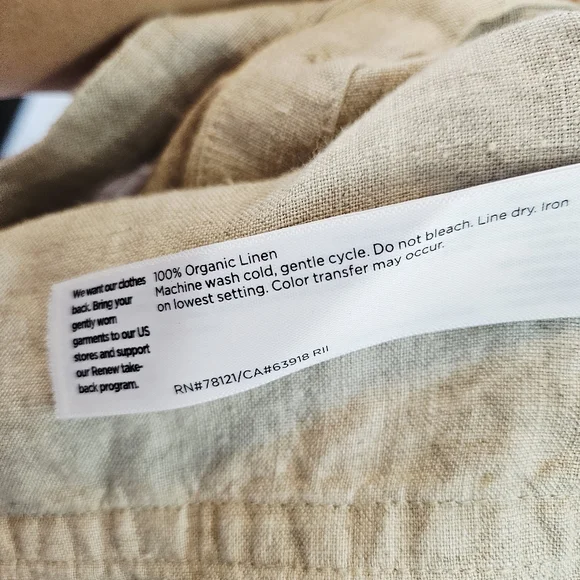 We want our clothes
back. Bring your
gently worn
garments to our US
stores and support
our Renew take-
back program.
100% Organic Linen
Machine wash cold, gentle cycle. Do not bleach. Line dry. Iron
on lowest setting. Color transfer may occur.
RN#78121/CA#63918 RII